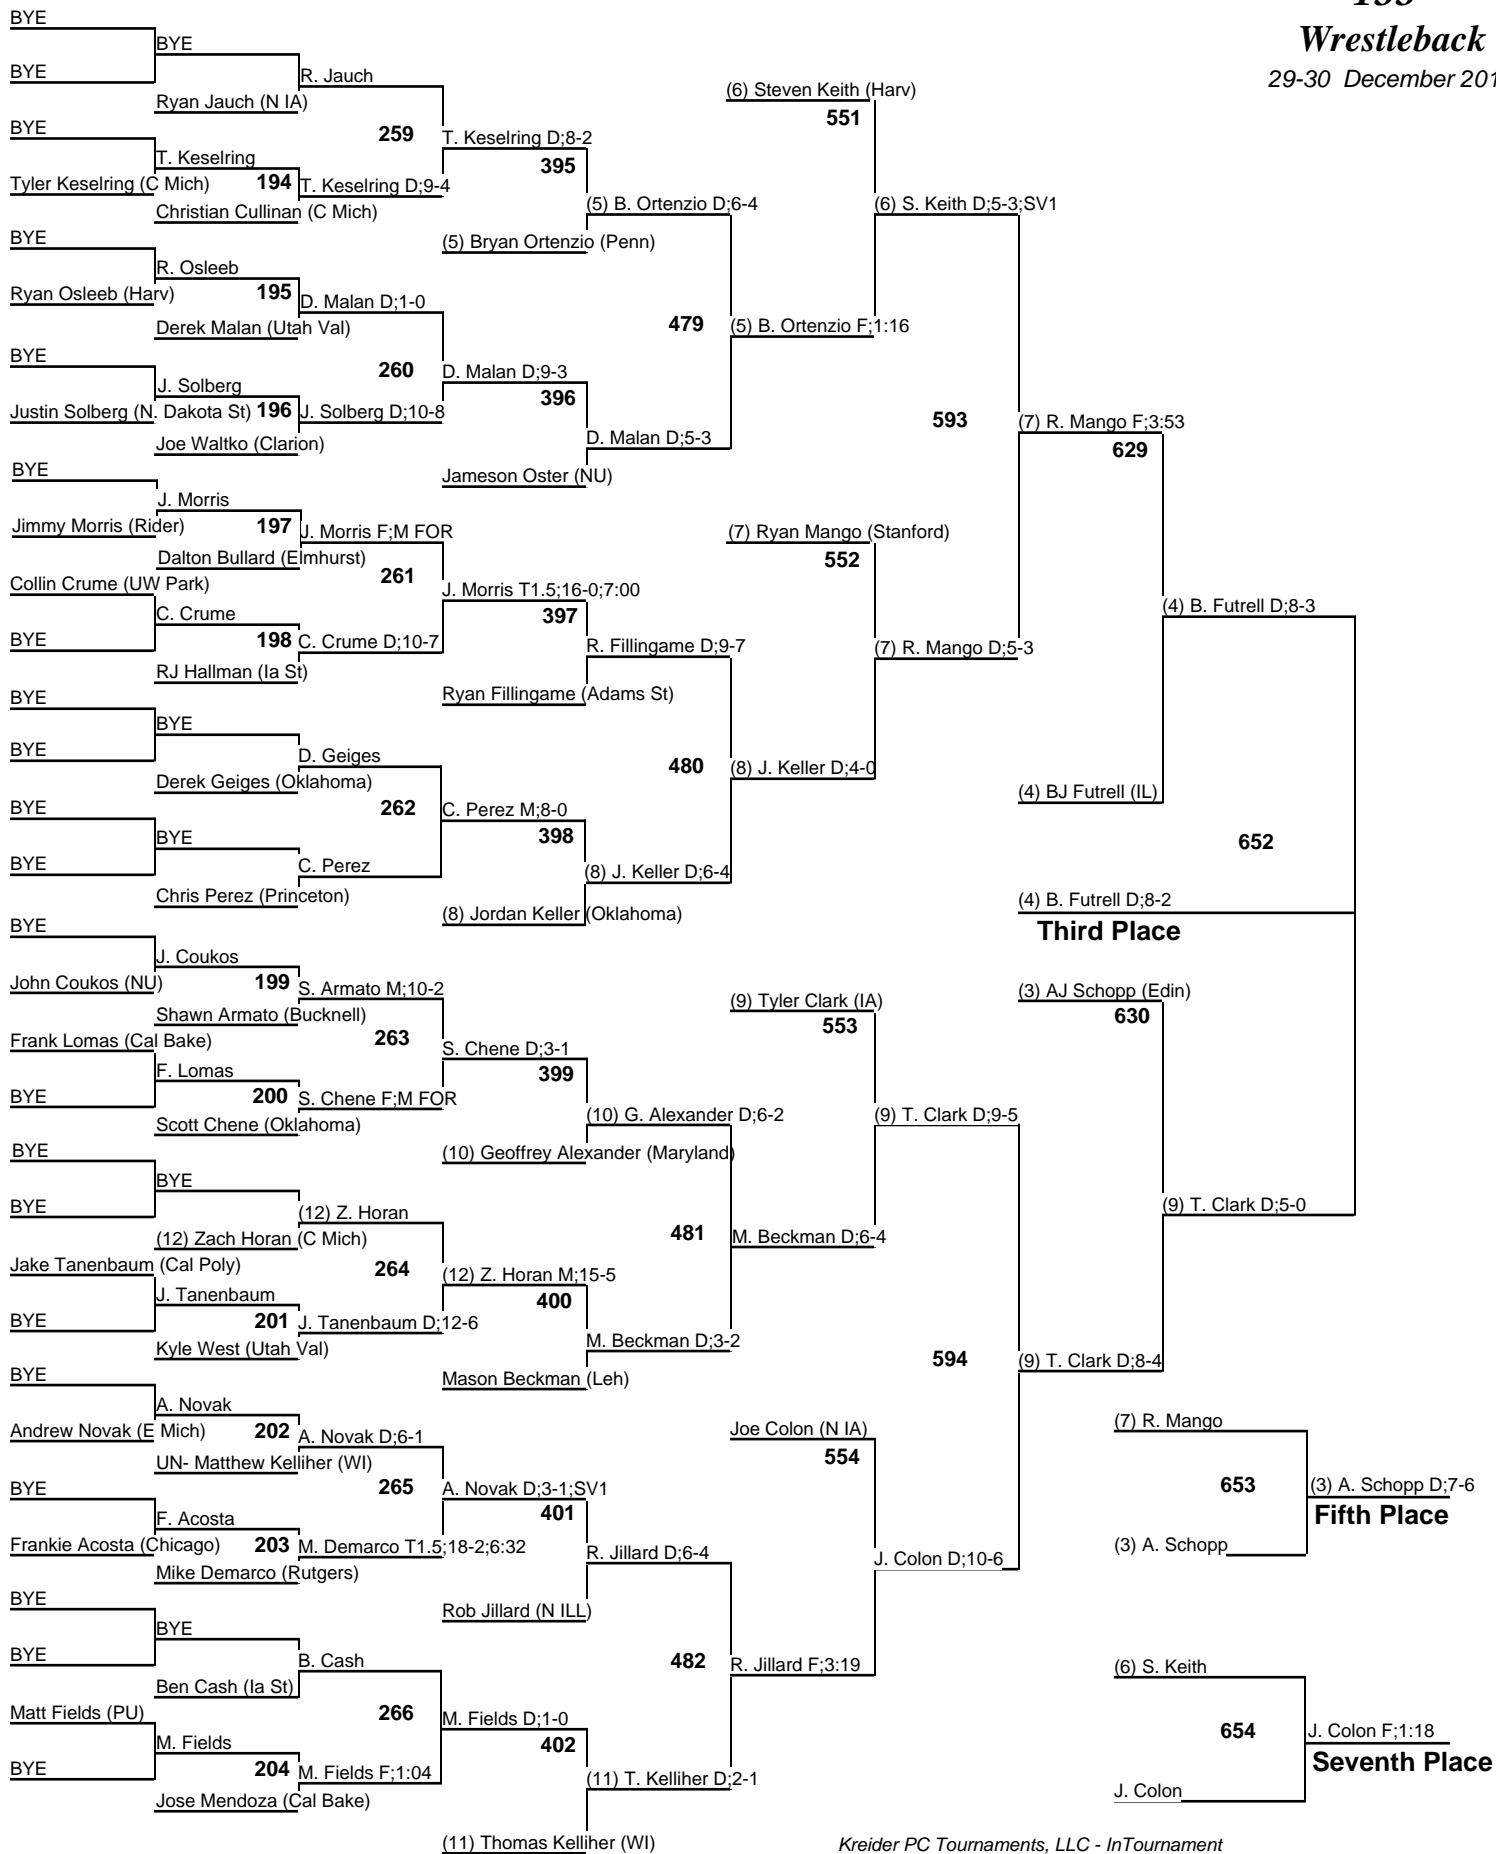 Wrestleback
BYE
BYE
BYE
R. Jauch
Ryan Jauch (N IA)
BYE
259
T. Keselring D;8-2
T. Keselring
Tyler Keselring (C Mich)
194
T. Keselring D;9-4
395
Christian Cullinan (C Mich)
(5) B. Ortenzio D;6-4
BYE
(5) Bryan Ortenzio (Penn)
R. Osleeb
Ryan Osleeb (Harv)
195
D. Malan D;1-0
Derek Malan (Utah Val)
479
(5) B. Ortenzio F;1:16
BYE
260
D. Malan D;9-3
J. Solberg
396
Justin Solberg (N. Dakota St)
196
J. Solberg D;10-8
Joe Waltko (Clarion)
D. Malan D;5-3
Jameson Oster (NU)
(6) Steven Keith (Harv)
551
(6) S. Keith D;5-3;SV1
593
(7) R. Mango F;3:53
629
BYE
J. Morris
Jimmy Morris (Rider)
197
J. Morris F;M FOR
Dalton Bullard (Elmhurst)
Collin Crume (UW Park)
261
J. Morris T1.5;16-0;7:00
C. Crume
397
BYE
198
C. Crume D;10-7
R. Fillingame D;9-7
RJ Hallman (Ia St)
Ryan Fillingame (Adams St)
(7) Ryan Mango (Stanford)
552
(7) R. Mango D;5-3
(4) B. Futrell D;8-3
BYE
BYE
BYE
D. Geiges
Derek Geiges (Oklahoma)
480
(8) J. Keller D;4-0
BYE
262
C. Perez M;8-0
BYE
398
BYE
C. Perez
(8) J. Keller D;6-4
Chris Perez (Princeton)
(8) Jordan Keller (Oklahoma)
(4) BJ Futrell (IL)
652
(4) B. Futrell D;8-2
Third Place
BYE
J. Coukos
John Coukos (NU)
199
S. Armato M;10-2
Shawn Armato (Bucknell)
Frank Lomas (Cal Bake)
263
S. Chene D;3-1
F. Lomas
399
BYE
200
S. Chene F;M FOR
Scott Chene (Oklahoma)
(10) G. Alexander D;6-2
(10) Geoffrey Alexander (Maryland)
(9) Tyler Clark (IA)
553
(9) T. Clark D;9-5
(3) AJ Schopp (Edin)
630
(9) T. Clark D;5-0
BYE
BYE
BYE
(12) Z. Horan
(12) Zach Horan (C Mich)
481
M. Beckman D;6-4
Jake Tanenbaum (Cal Poly)
264
(12) Z. Horan M;15-5
J. Tanenbaum
400
BYE
201
J. Tanenbaum D;12-6
Kyle West (Utah Val)
M. Beckman D;3-2
Mason Beckman (Leh)
594
(9) T. Clark D;8-4
BYE
A. Novak
Andrew Novak (E Mich)
202
A. Novak D;6-1
UN- Matthew Kelliher (WI)
Joe Colon (N IA)
554
BYE
265
A. Novak D;3-1;SV1
F. Acosta
401
Frankie Acosta (Chicago)
203
M. Demarco T1.5;18-2;6:32
Mike Demarco (Rutgers)
R. Jillard D;6-4
J. Colon D;10-6
Rob Jillard (N ILL)
(7) R. Mango
653
(3) A. Schopp D;7-6
Fifth Place
(3) A. Schopp
BYE
BYE
BYE
B. Cash
Ben Cash (Ia St)
482
R. Jillard F;3:19
Matt Fields (PU)
266
M. Fields D;1-0
M. Fields
402
BYE
204
M. Fields F;1:04
Jose Mendoza (Cal Bake)
(11) T. Kelliher D;2-1
(11) Thomas Kelliher (WI)
(6) S. Keith
654
J. Colon F;1:18
Seventh Place
J. Colon
Kreider PC Tournaments, LLC - InTournament